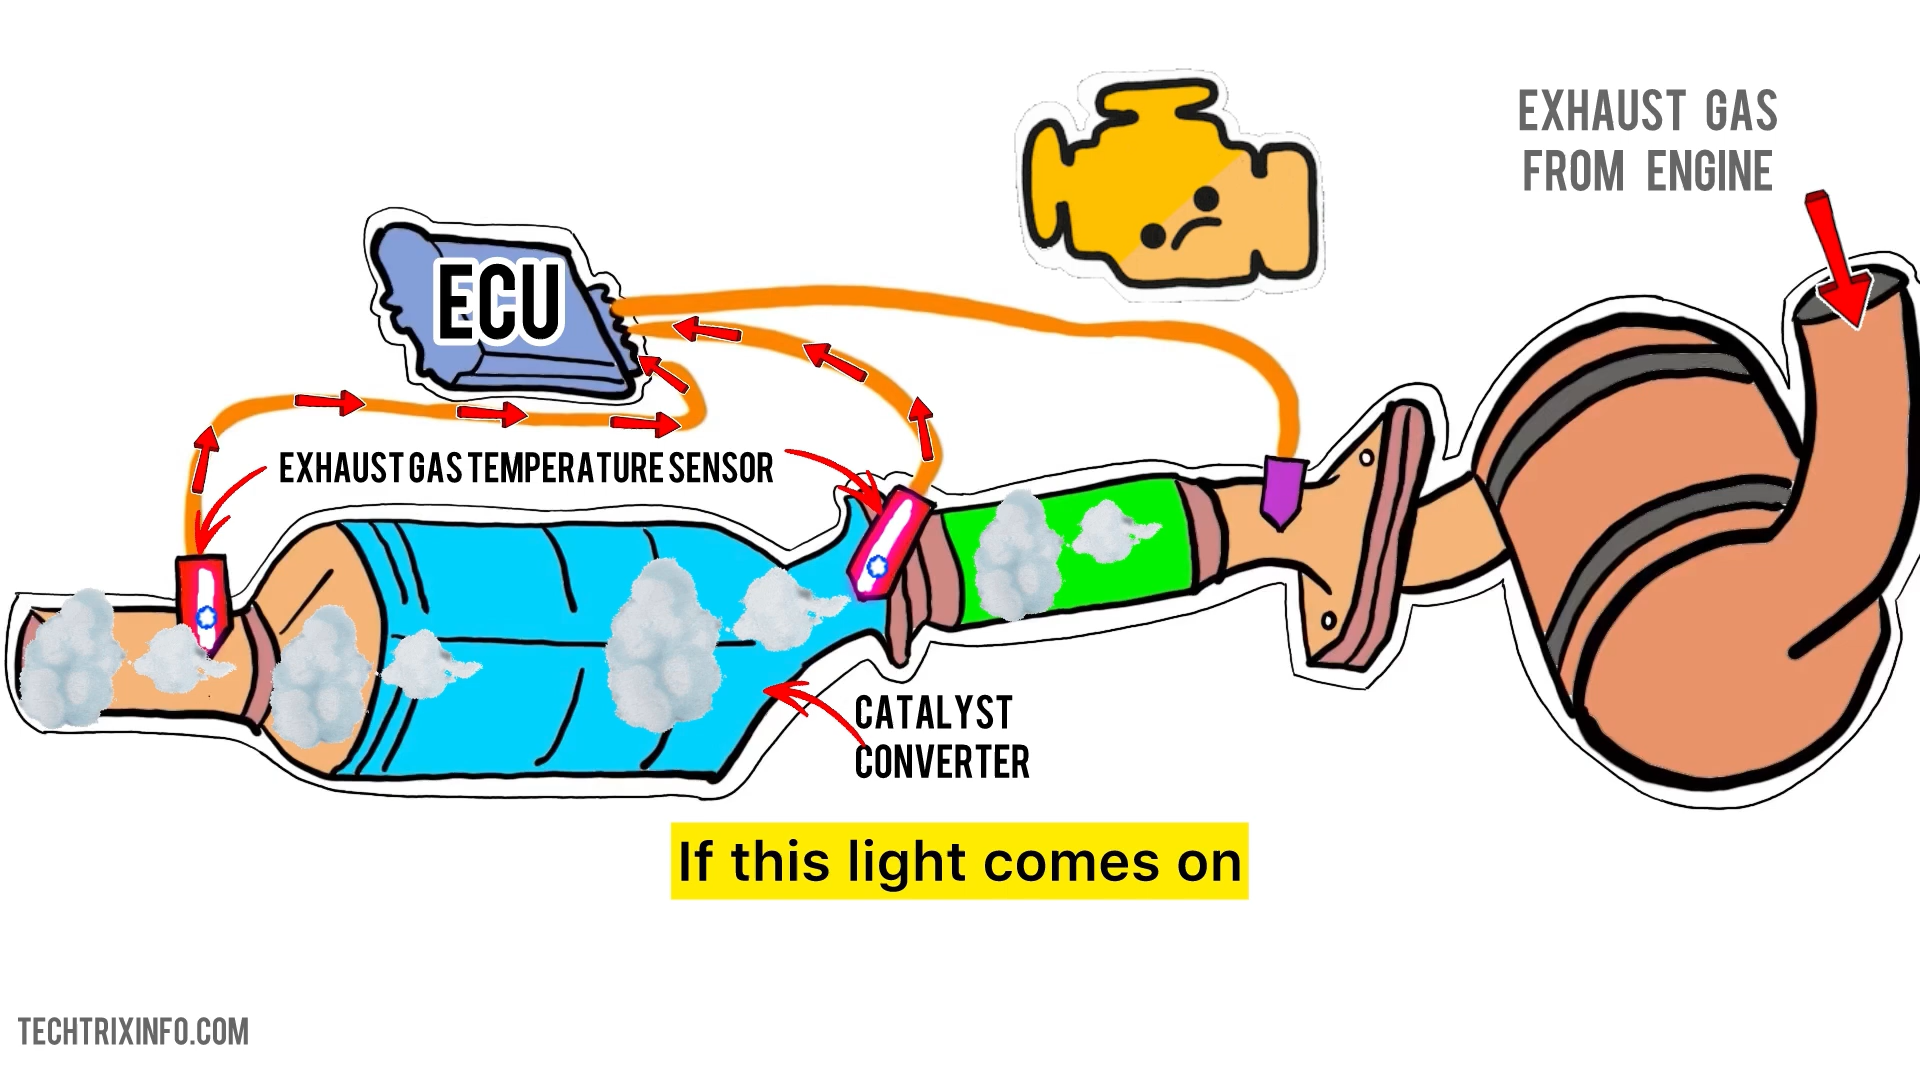 EXHAUST GAS
FROM ENGINE
ECU
EXHAUST GAS TEMPERATURE SENSOR
CATALYST
CONVERTER
If this light comes on
TECHTRIXINFO.COM